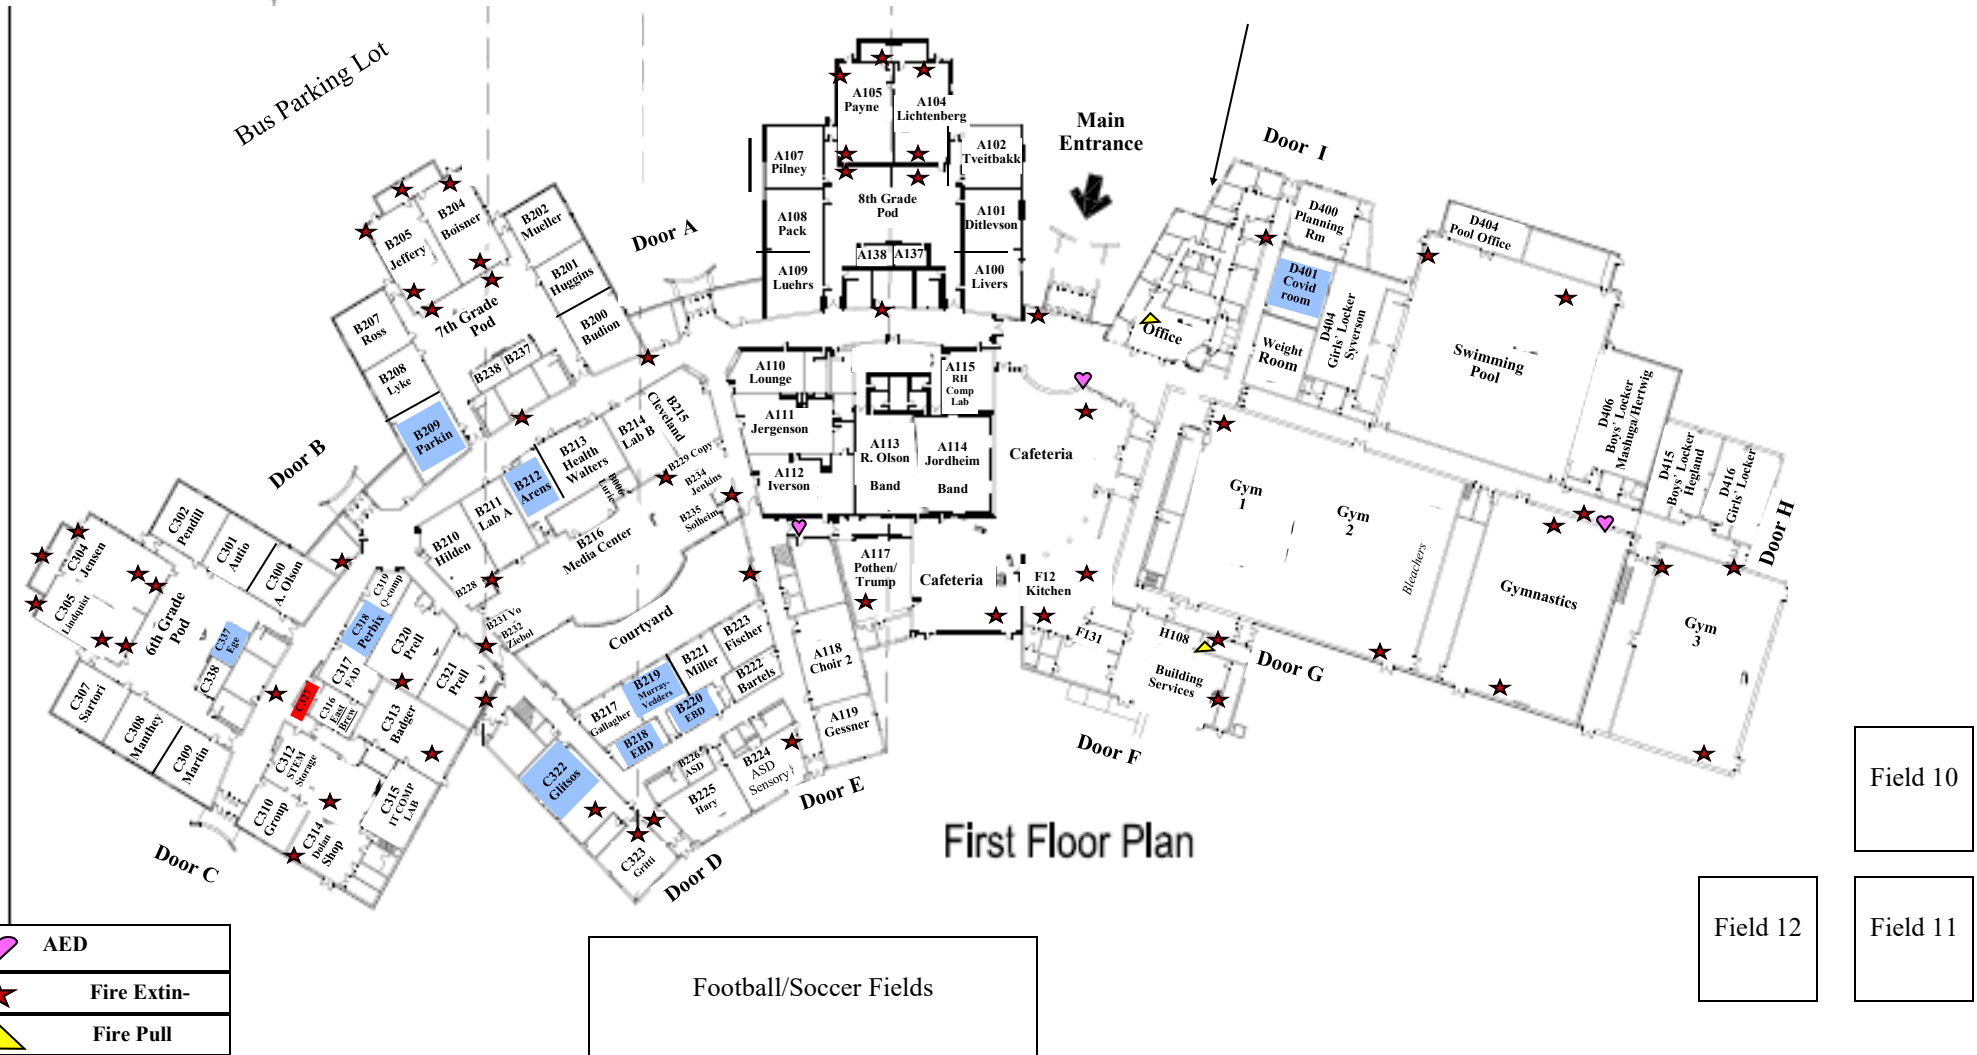 Bus Parking Lot
A105
Payne
A104
Lichtenberg
A107
Pilney
A102
Tveitbakk
A108
Pack
8th Grade
Pod
A101
Ditlevson
A138
A137
A109
Luehrs
A100
Livers
Main
Entrance
Door A
Door I
B204
Boisner
B205
Jeffery
B202
Mueller
B201
Huggins
B200
Budion
B207
Ross
7th Grade
Pod
B208
Lyke
B238
B237
B209
Parkin
Door B
D400
Planning
Rm
D401
Covid
room
D404
Girls' Locker
Syverson
Weight
Room
Office
D404
Pool Office
Swimming
Pool
D406
Boys' Locker
Mashuga/Herwig
D415
Boys' Locker
Hegland
D416
Girls' Locker
Door H
A110
Lounge
A111
Jergenson
A112
Iverson
A113
R. Olson
Band
A114
Jordheim
Band
A115
RH
Comp
Lab
Cafeteria
A117
Pothen/
Trump
Cafeteria
F12
Kitchen
F131
H108
Building
Services
Door G
Door F
Gym
1
Gym
2
Bleachers
Gymnastics
Gym
3
B215
Cleveland
B214
Lab B
B213
Health
Walters
B212
Arens
B211
Lab A
B210
Hilden
B228
B229 Copy
B234
Jenkins
B235
Solheim
B216
Media Center
B231 Vo
B232
Ziebol
Courtyard
B223
Fischer
B221
Miller
B222
Bartels
B219
Murray-
Vedders
B220
EBD
B217
Gallagher
B218
EBD
B226
ASD
B224
ASD
Sensory
B225
Hary
A118
Choir 2
A119
Gessner
Door E
Door D
C302
Pendill
C301
Autio
C300
A. Olson
C304
Jensen
C305
Lindquist
6th Grade
Pod
C337
Ege
C338
C307
Sartori
C308
Manthey
C309
Martin
Door C
C319
Q-comp
C318
Perbix
C320
Prell
C317
FAD
C321
Prell
C327
C316
East
Brew
C313
Badger
C312
STEM
Storage
C310
Group
C314
Dolan
Shop
C315
IT COMP
LAB
C322
Glitsos
C323
Gritti
First Floor Plan
Field 10
Field 12
Field 11
Football/Soccer Fields
AED
Fire Extin-
Fire Pull